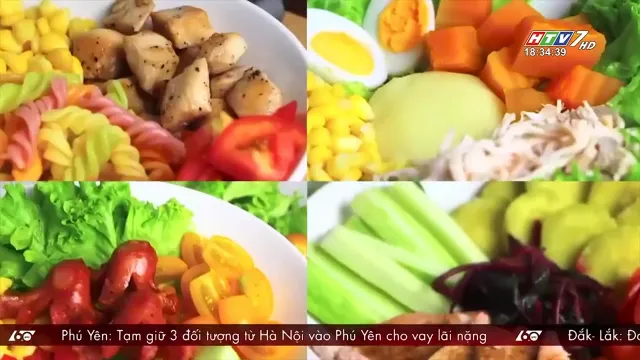 HTV7 HD
18:34:39
Phú Yên: Tạm giữ 3 đối tượng từ Hà Nội vào Phú Yên cho vay lãi nặng
Đắk- Lắk: